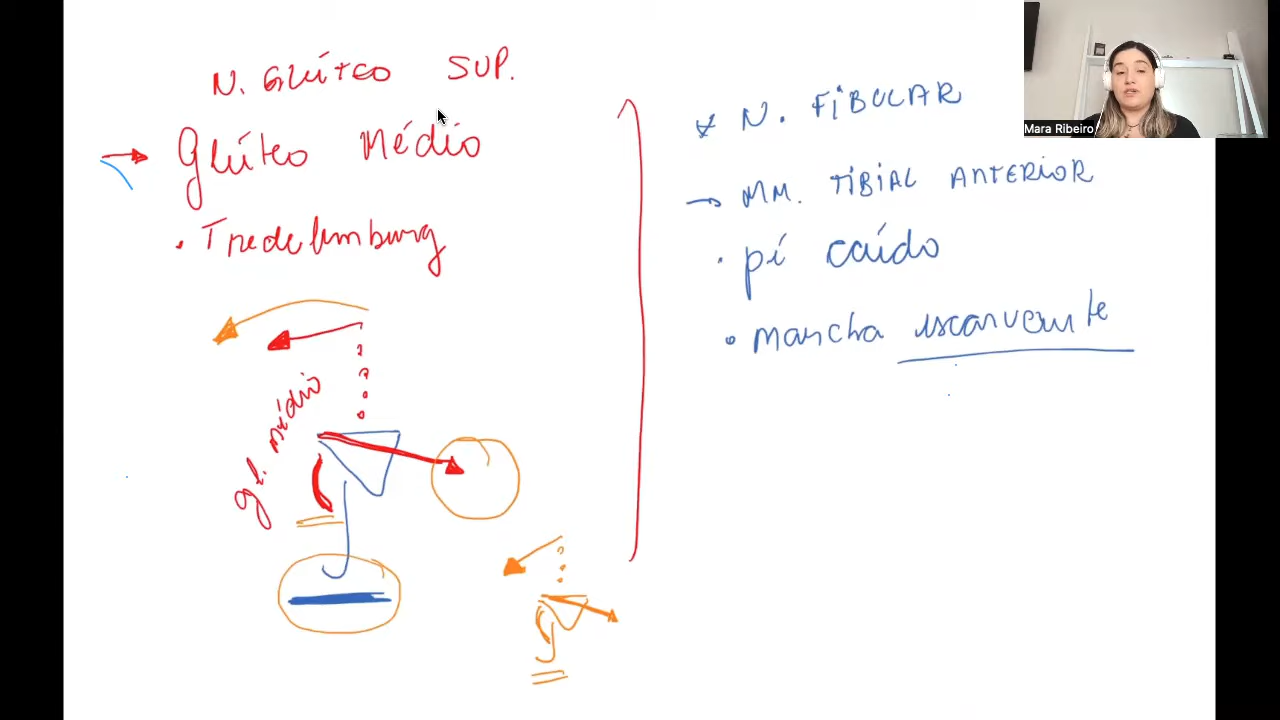 N. GLÚTEO SUP.
Glúteo Médio
• Tredelemburg
gl. médio
N. FIBULAR
→ MM. TIBIAL ANTERIOR
• pé caído
• marcha escarvante
Mara Ribeiro